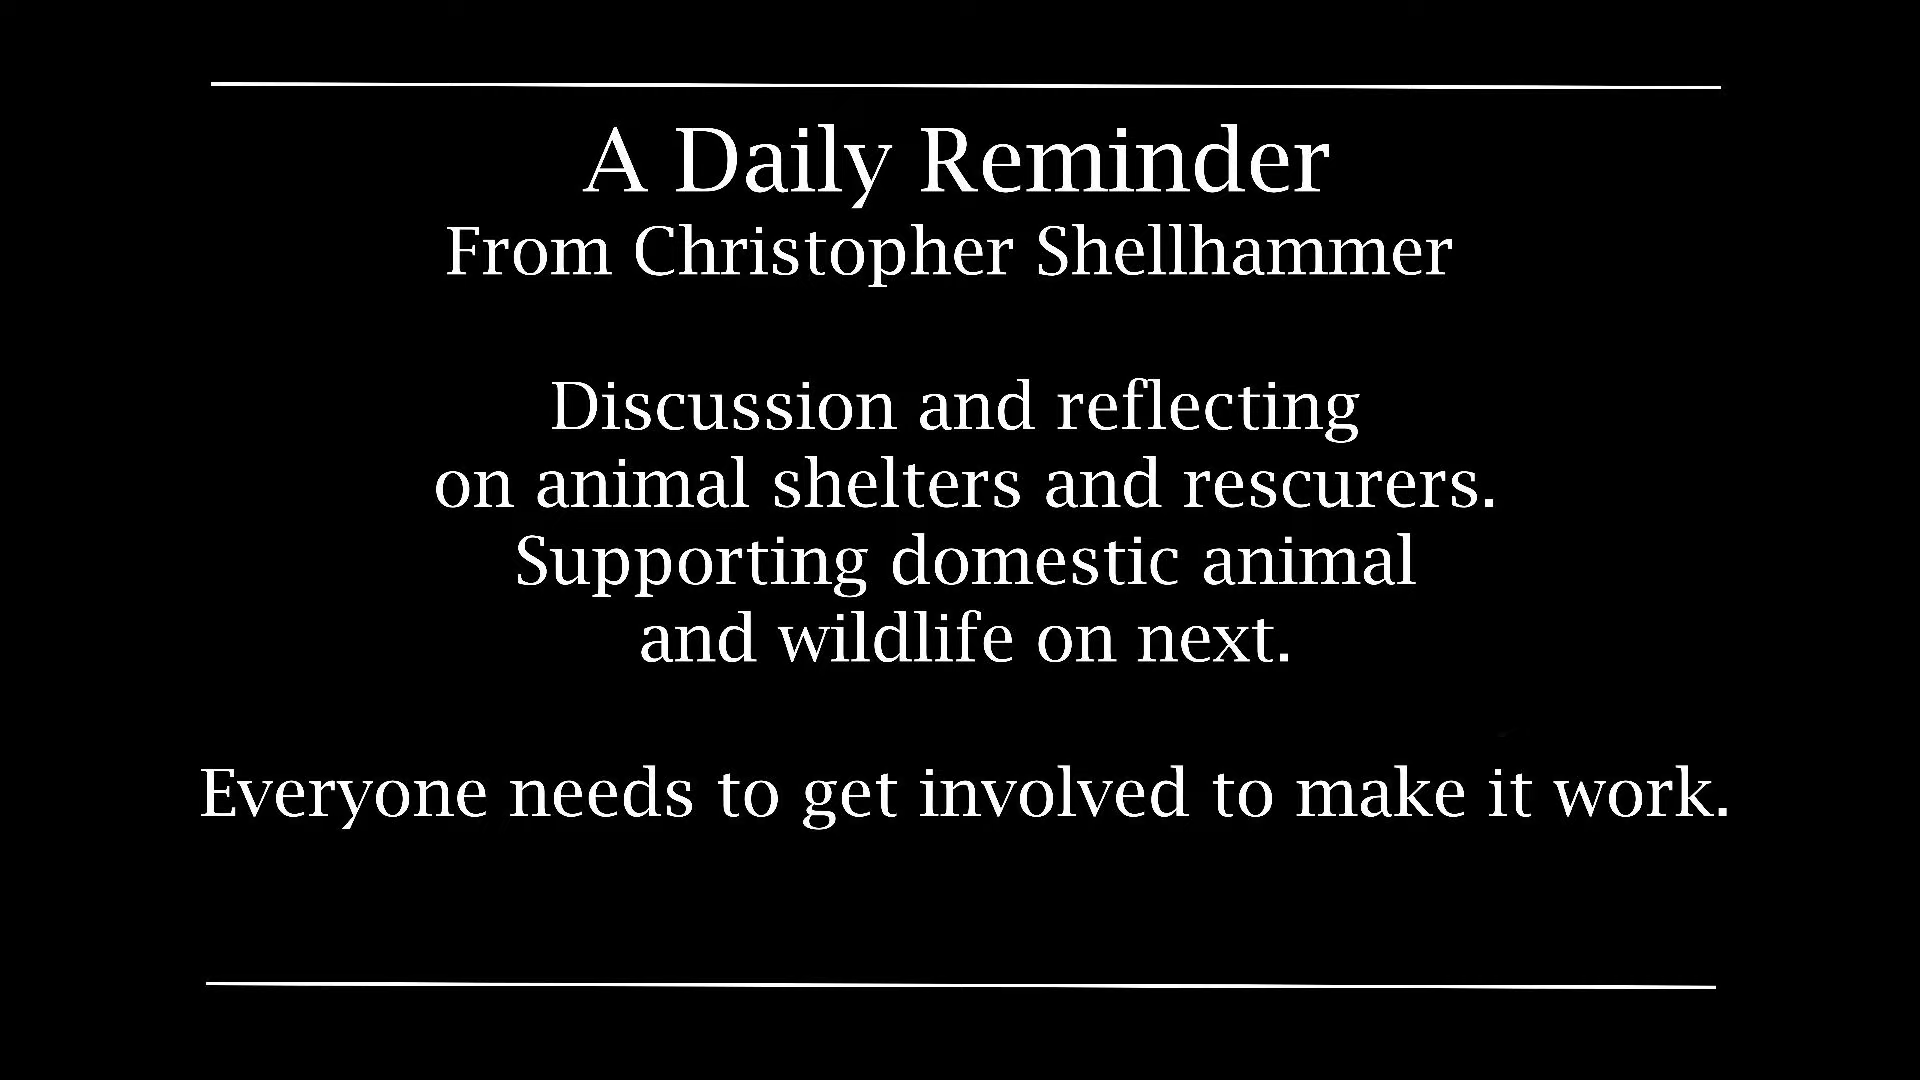 A Daily Reminder
From Christopher Shellhammer
Discussion and reflecting
on animal shelters and rescurers.
Supporting domestic animal
and wildlife on next.
Everyone needs to get involved to make it work.